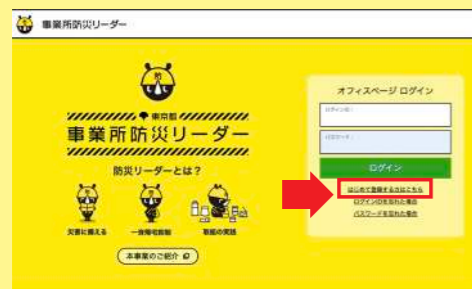 事業所防災リーダー
防
東京都
事業所防災リーダー
防災リーダーとは？
災害に備える
一斉帰宅抑制
取組の実践
本事業のご紹介
オフィスページ ログイン
ログインID：
パスワード：
ログイン
はじめて登録する方はこちら
ログインIDを忘れた場合
パスワードを忘れた場合